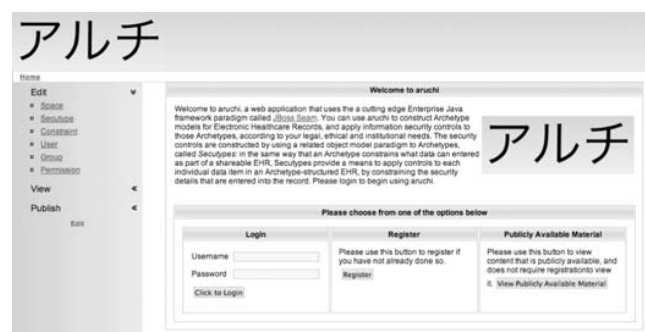 アルチ
Home
Edit
Space
Secutype
Constraint
User
Group
Permission
View
Publish
Edit
Welcome to aruchi
Welcome to aruchi, a web application that uses the a cutting edge Enterprise Java
framework paradigm called JBoss Seam. You can use aruchi to construct Archetype
models for Electronic Healthcare Records, and apply information security controls to
those Archetypes, according to your legal, ethical and institutional needs. The security
controls are constructed by using a related object model paradigm to Archetypes,
called Secutypes: in the same way that an Archetype constrains what data can entered
as part of a shareable EHR, Secutypes provide a means to apply controls to each
individual data item in an Archetype-structured EHR, by constraining the security
details that are entered into the record. Please login to begin using aruchi.
アルチ
Please choose from one of the options below
Login
Username
Password
Click to Login
Register
Please use this button to register if
you have not already done so.
Register
Publicly Available Material
Please use this button to view
content that is publicly available, and
does not require registrationto view
it. View Publicly Available Material